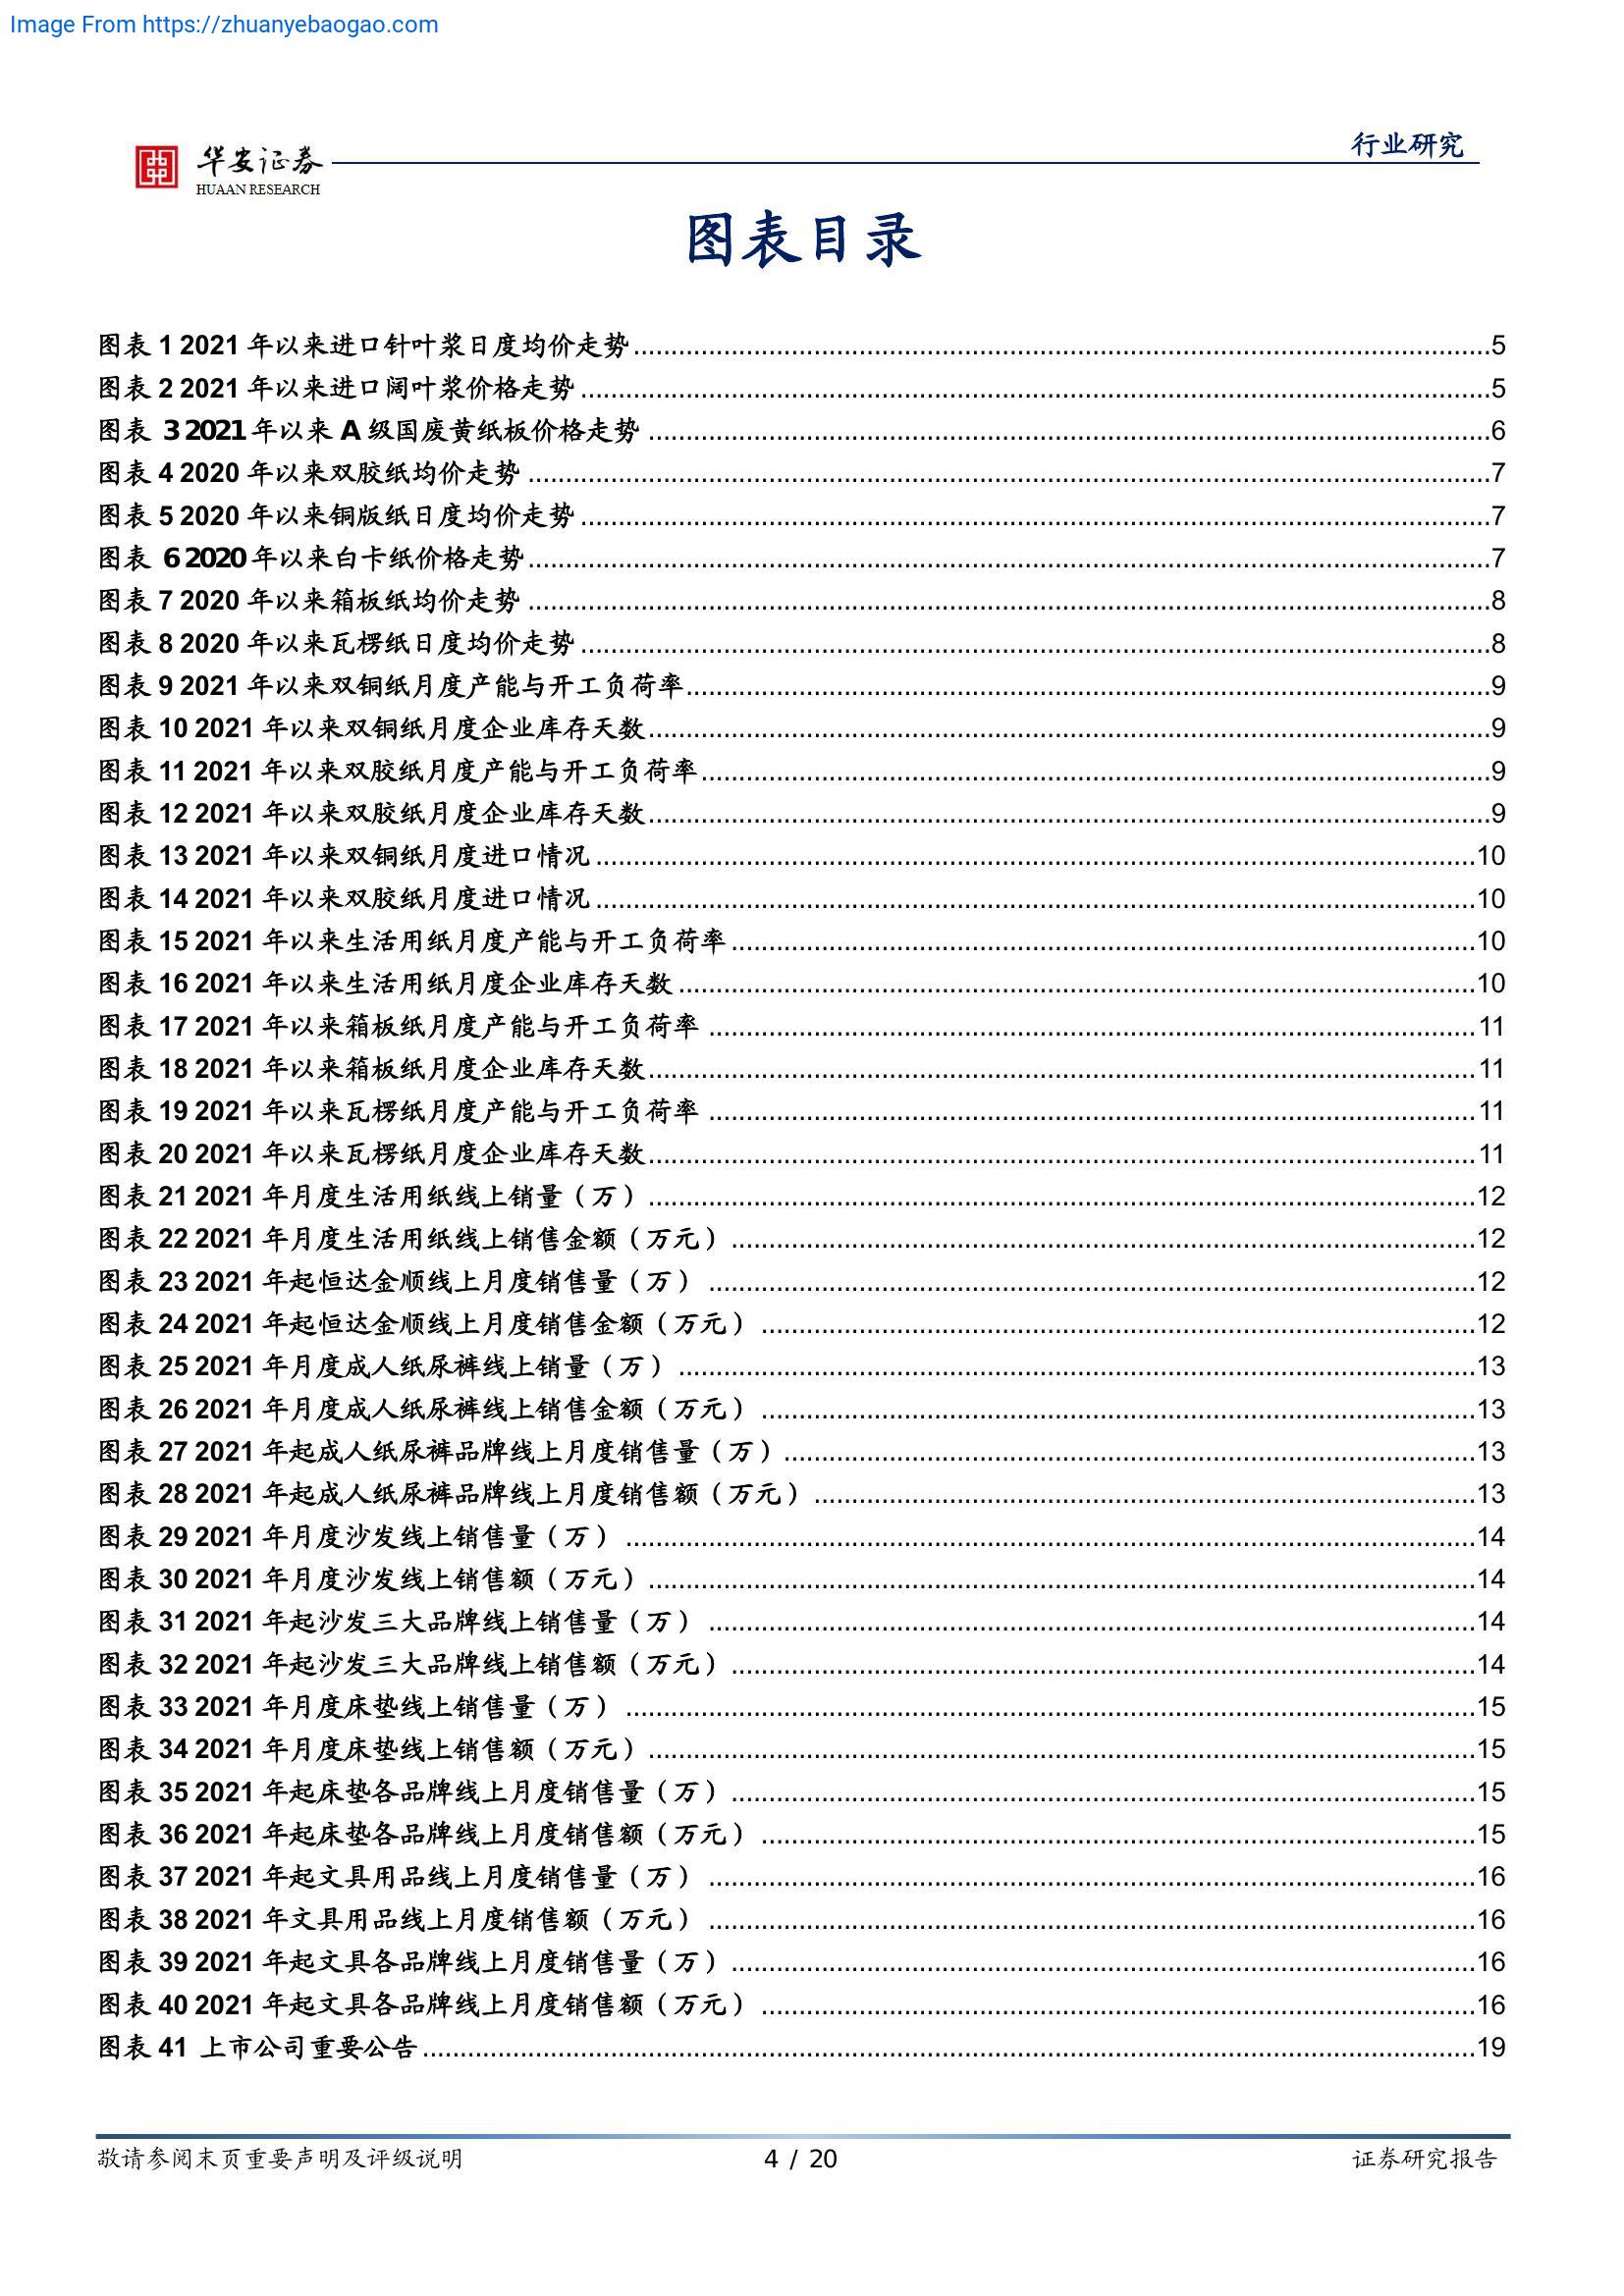 Image From https://zhuanyebaogao.com
行业研究
华安证券
HUAAN RESEARCH
图表目录
图表 1 2021 年以来进口针叶浆日度均价走势.....5
图表 2 2021 年以来进口阔叶浆价格走势.....5
图表 3 2021 年以来 A 级国废黄纸板价格走势.....6
图表 4 2020 年以来双胶纸均价走势.....7
图表 5 2020 年以来铜版纸日度均价走势.....7
图表 6 2020 年以来白卡纸价格走势.....7
图表 7 2020 年以来箱板纸均价走势.....8
图表 8 2020 年以来瓦楞纸日度均价走势.....8
图表 9 2021 年以来双铜纸月度产能与开工负荷率.....9
图表 10 2021 年以来双铜纸月度企业库存天数.....9
图表 11 2021 年以来双胶纸月度产能与开工负荷率.....9
图表 12 2021 年以来双胶纸月度企业库存天数.....9
图表 13 2021 年以来双铜纸月度进口情况.....10
图表 14 2021 年以来双胶纸月度进口情况.....10
图表 15 2021 年以来生活用纸月度产能与开工负荷率.....10
图表 16 2021 年以来生活用纸月度企业库存天数.....10
图表 17 2021 年以来箱板纸月度产能与开工负荷率.....11
图表 18 2021 年以来箱板纸月度企业库存天数.....11
图表 19 2021 年以来瓦楞纸月度产能与开工负荷率.....11
图表 20 2021 年以来瓦楞纸月度企业库存天数.....11
图表 21 2021 年月度生活用纸线上销量（万）.....12
图表 22 2021 年月度生活用纸线上销售金额（万元）.....12
图表 23 2021 年起恒达金顺线上月度销售量（万）.....12
图表 24 2021 年起恒达金顺线上月度销售金额（万元）.....12
图表 25 2021 年月度成人纸尿裤线上销量（万）.....13
图表 26 2021 年月度成人纸尿裤线上销售金额（万元）.....13
图表 27 2021 年起成人纸尿裤品牌线上月度销售量（万）.....13
图表 28 2021 年起成人纸尿裤品牌线上月度销售额（万元）.....13
图表 29 2021 年月度沙发线上销售量（万）.....14
图表 30 2021 年月度沙发线上销售额（万元）.....14
图表 31 2021 年起沙发三大品牌线上销售量（万）.....14
图表 32 2021 年起沙发三大品牌线上销售额（万元）.....14
图表 33 2021 年月度床垫线上销售量（万）.....15
图表 34 2021 年月度床垫线上销售额（万元）.....15
图表 35 2021 年起床垫各品牌线上月度销售量（万）.....15
图表 36 2021 年起床垫各品牌线上月度销售额（万元）.....15
图表 37 2021 年起文具用品线上月度销售量（万）.....16
图表 38 2021 年文具用品线上月度销售额（万元）.....16
图表 39 2021 年起文具各品牌线上月度销售量（万）.....16
图表 40 2021 年起文具各品牌线上月度销售额（万元）.....16
图表 41 上市公司重要公告.....19
敬请参阅末页重要声明及评级说明
4 / 20
证券研究报告